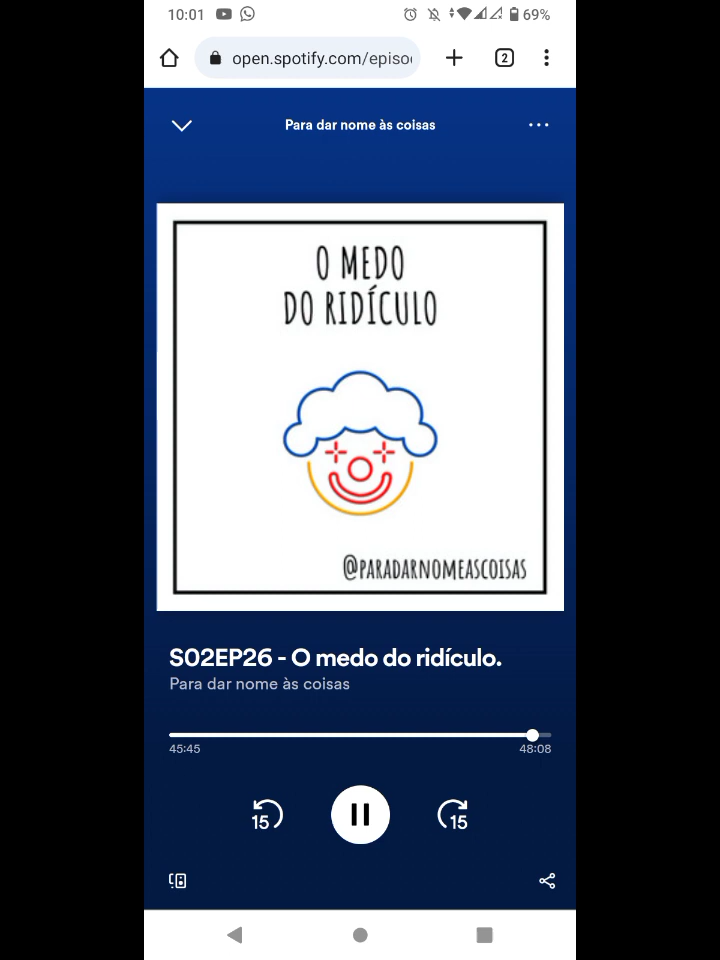 10:01
69%
open.spotify.com/episo
2
Para dar nome às coisas
O MEDO
DO RIDÍCULO
@PARADARNOMEASCOISAS
S02EP26 - O medo do ridículo.
Para dar nome às coisas
45:45
48:08
15
15